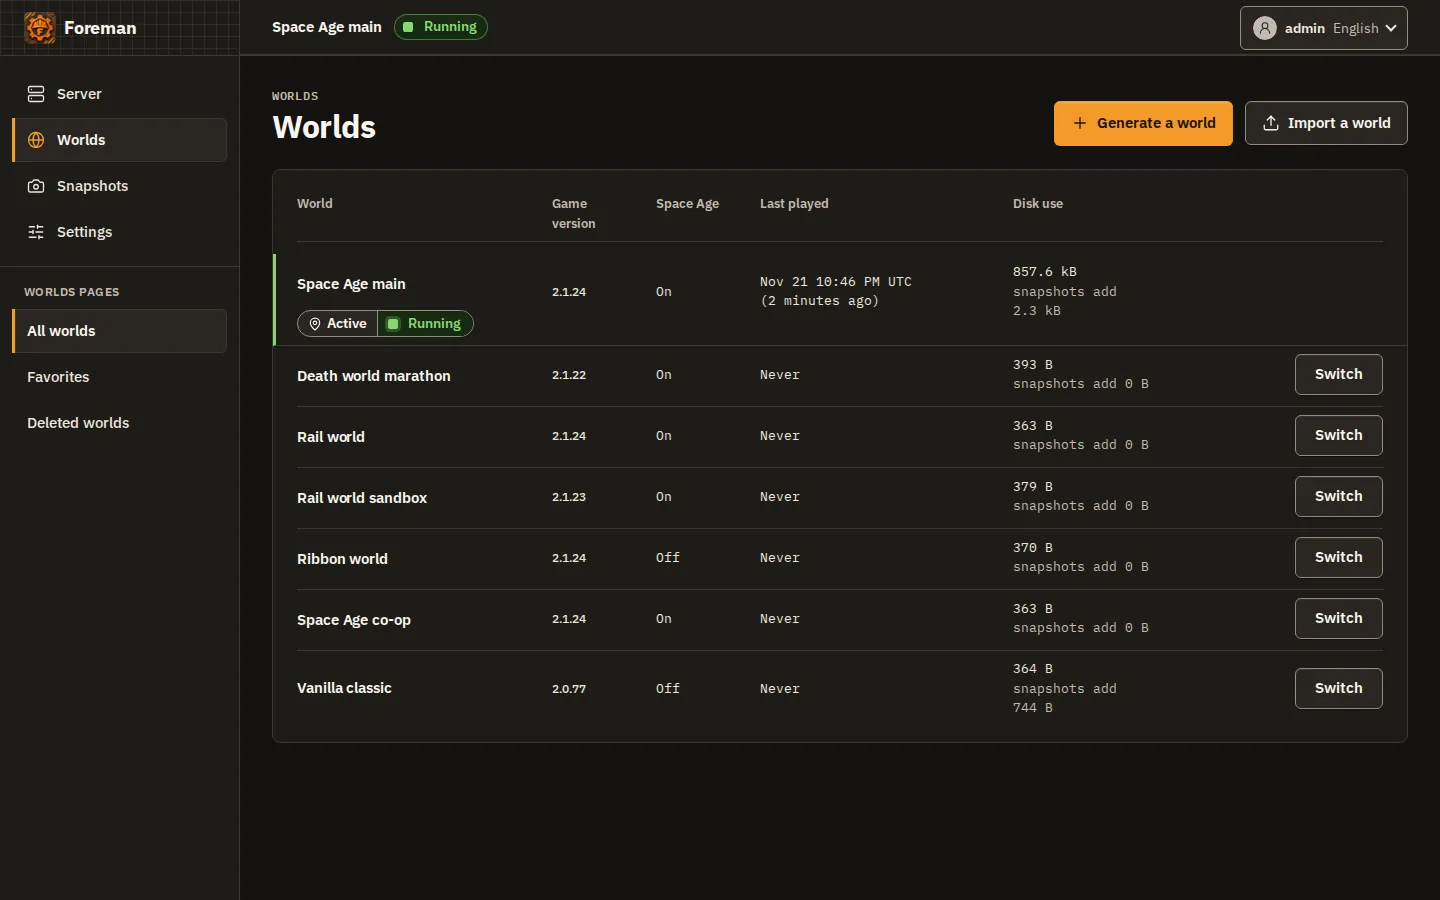 Foreman
Space Age main
Running
admin English
Server
Worlds
Snapshots
Settings
WORLDS PAGES
All worlds
Favorites
Deleted worlds
WORLDS
Worlds
Generate a world
Import a world
World Game version Space Age Last played Disk use
Space Age main
Active Running
2.1.24
On
Nov 21 10:46 PM UTC
(2 minutes ago)
857.6 kB
snapshots add
2.3 kB
Death world marathon 2.1.22 On Never
393 B
snapshots add 0 B
Switch
Rail world 2.1.24 On Never
363 B
snapshots add 0 B
Switch
Rail world sandbox 2.1.23 On Never
379 B
snapshots add 0 B
Switch
Ribbon world 2.1.24 Off Never
370 B
snapshots add 0 B
Switch
Space Age co-op 2.1.24 On Never
363 B
snapshots add 0 B
Switch
Vanilla classic 2.0.77 Off Never
364 B
snapshots add
744 B
Switch